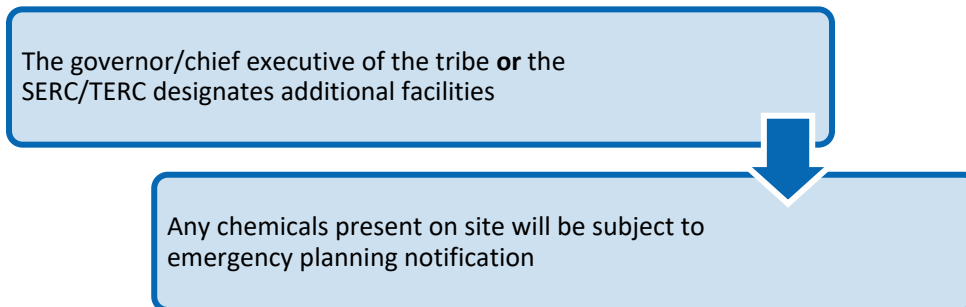 The governor/chief executive of the tribe or the
SERC/TERC designates additional facilities
Any chemicals present on site will be subject to
emergency planning notification